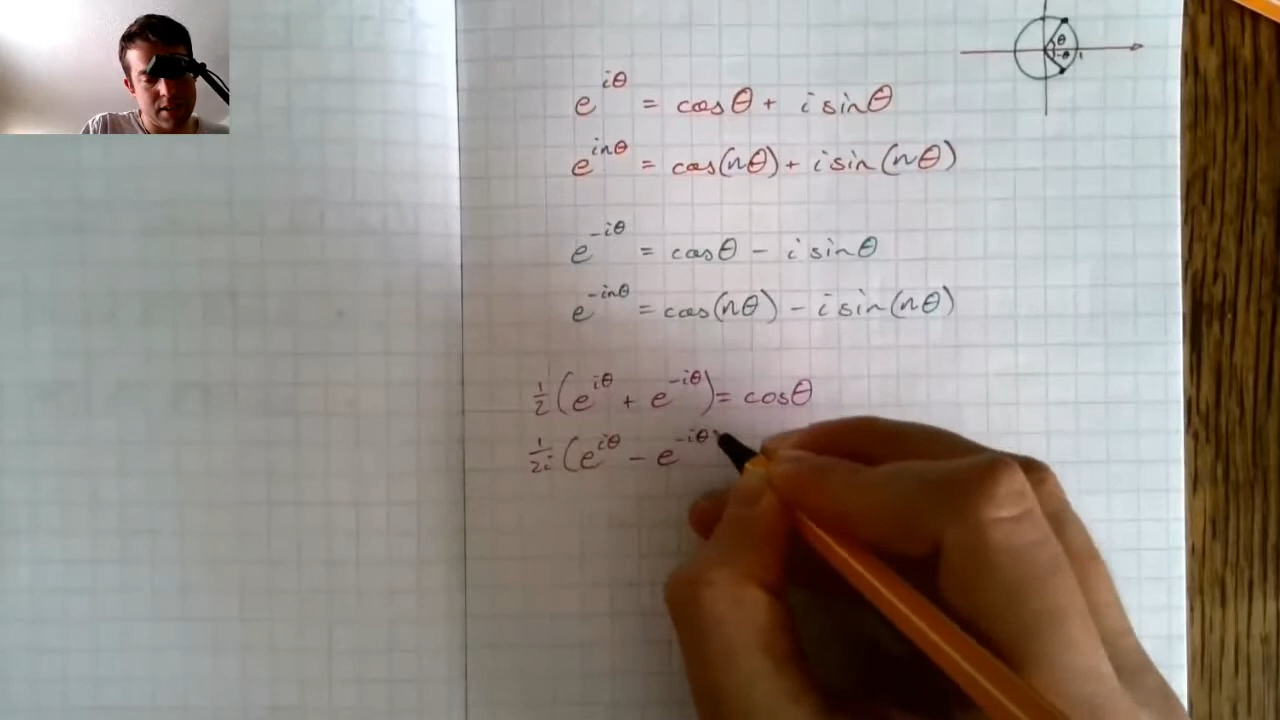 θ
-θ 1
e^{iθ} = cosθ + i sinθ
e^{inθ} = cos(nθ) + i sin(nθ)
e^{-iθ} = cosθ - i sinθ
e^{-inθ} = cos(nθ) - i sin(nθ)
½(e^{iθ} + e^{-iθ}) = cosθ
1/2i (e^{iθ} - e^{-iθ})